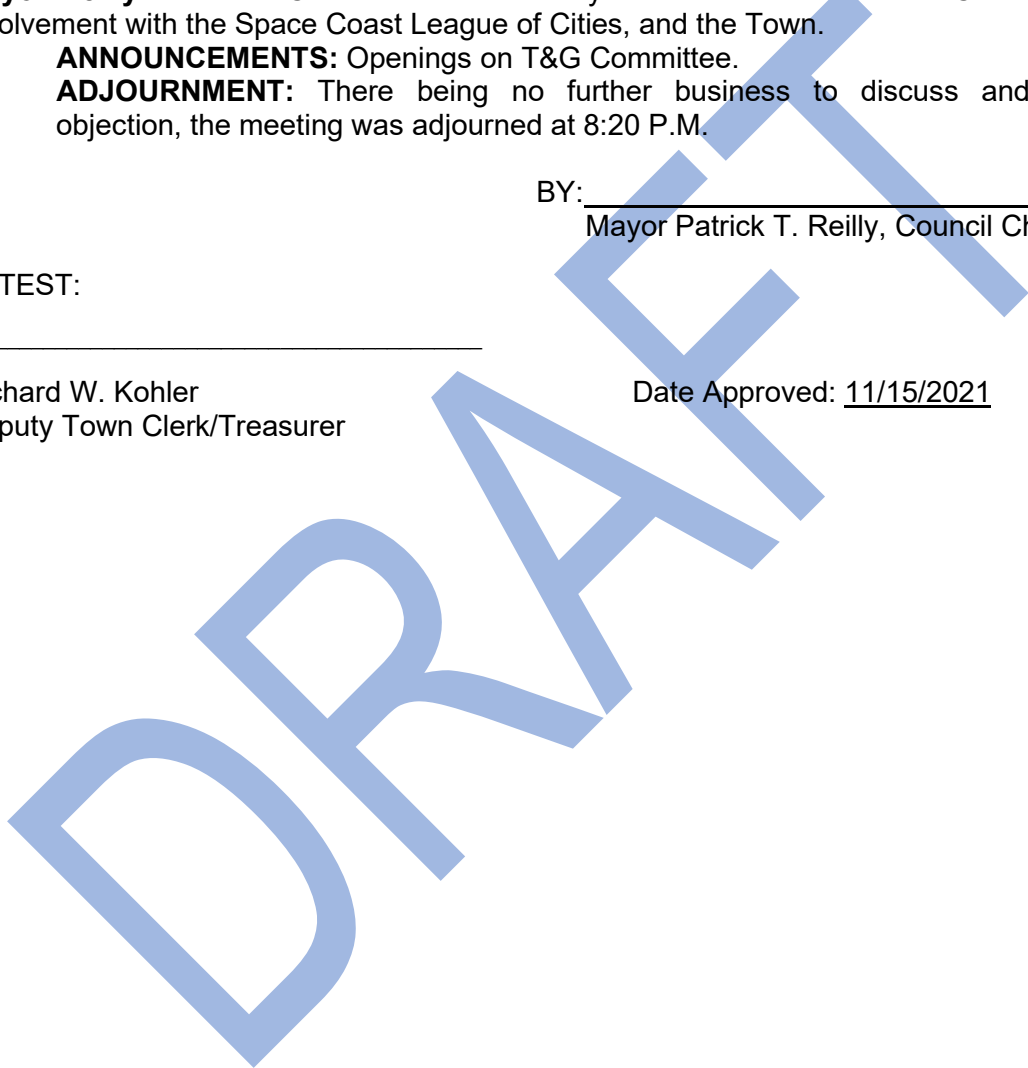 olvement with the Space Coast League of Cities, and the Town.
ANNOUNCEMENTS: Openings on T&G Committee.
ADJOURNMENT: There being no further business to discuss and
objection, the meeting was adjourned at 8:20 P.M.
BY:
Mayor Patrick T. Reilly, Council Ch
TEST:
chard W. Kohler
Date Approved: 11/15/2021
puty Town Clerk/Treasurer
DRAFT